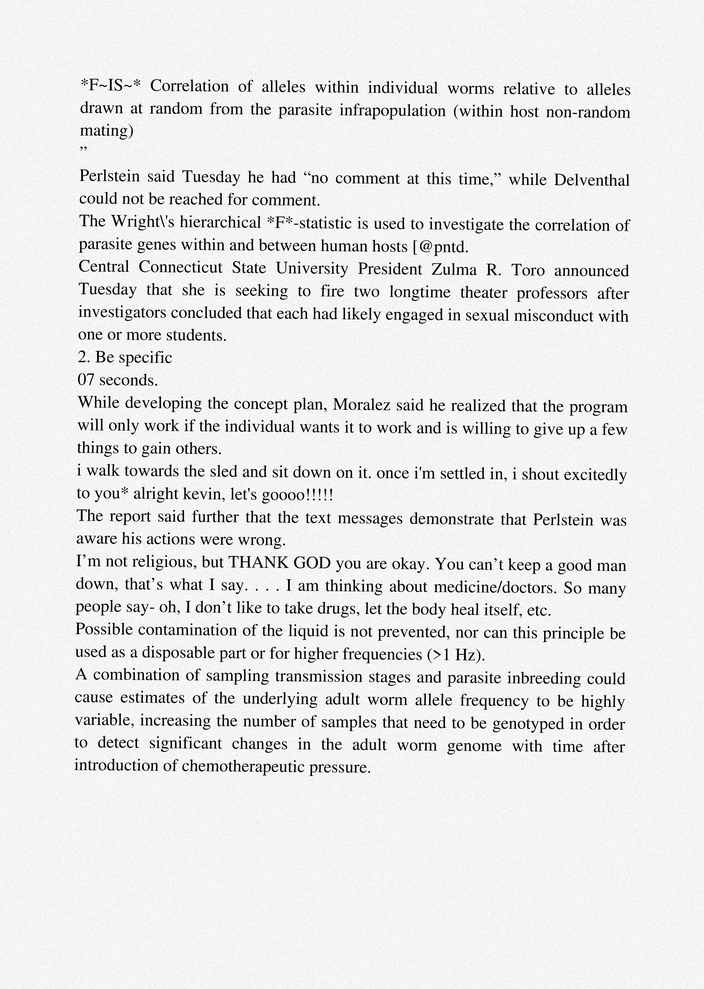 *F~IS~* Correlation of alleles within individual worms relative to alleles
drawn at random from the parasite infrapopulation (within host non-random
mating)
”
Perlstein said Tuesday he had “no comment at this time,” while Delventhal
could not be reached for comment.
The Wright\'s hierarchical *F*-statistic is used to investigate the correlation of
parasite genes within and between human hosts [@pntd.
Central Connecticut State University President Zulma R. Toro announced
Tuesday that she is seeking to fire two longtime theater professors after
investigators concluded that each had likely engaged in sexual misconduct with
one or more students.
2. Be specific
07 seconds.
While developing the concept plan, Moralez said he realized that the program
will only work if the individual wants it to work and is willing to give up a few
things to gain others.
i walk towards the sled and sit down on it. once i'm settled in, i shout excitedly
to you* alright kevin, let's goooo!!!!!
The report said further that the text messages demonstrate that Perlstein was
aware his actions were wrong.
I’m not religious, but THANK GOD you are okay. You can’t keep a good man
down, that’s what I say. . . . I am thinking about medicine/doctors. So many
people say- oh, I don’t like to take drugs, let the body heal itself, etc.
Possible contamination of the liquid is not prevented, nor can this principle be
used as a disposable part or for higher frequencies (>1 Hz).
A combination of sampling transmission stages and parasite inbreeding could
cause estimates of the underlying adult worm allele frequency to be highly
variable, increasing the number of samples that need to be genotyped in order
to detect significant changes in the adult worm genome with time after
introduction of chemotherapeutic pressure.